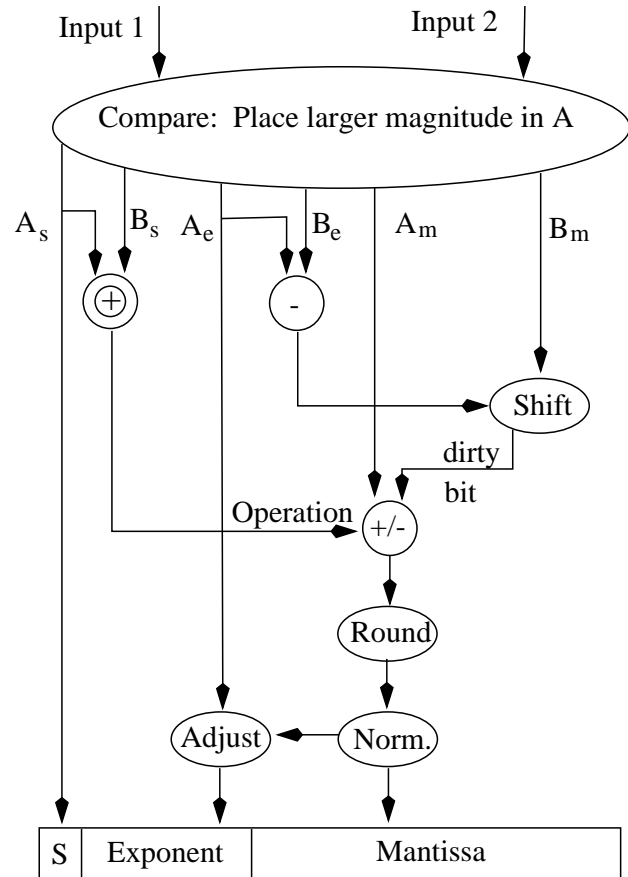 Input 1
Input 2
Compare: Place larger magnitude in A
A_s
B_s
A_e
B_e
A_m
B_m
+
-
Shift
dirty
bit
Operation
+/-
Round
Adjust
Norm.
S
Exponent
Mantissa